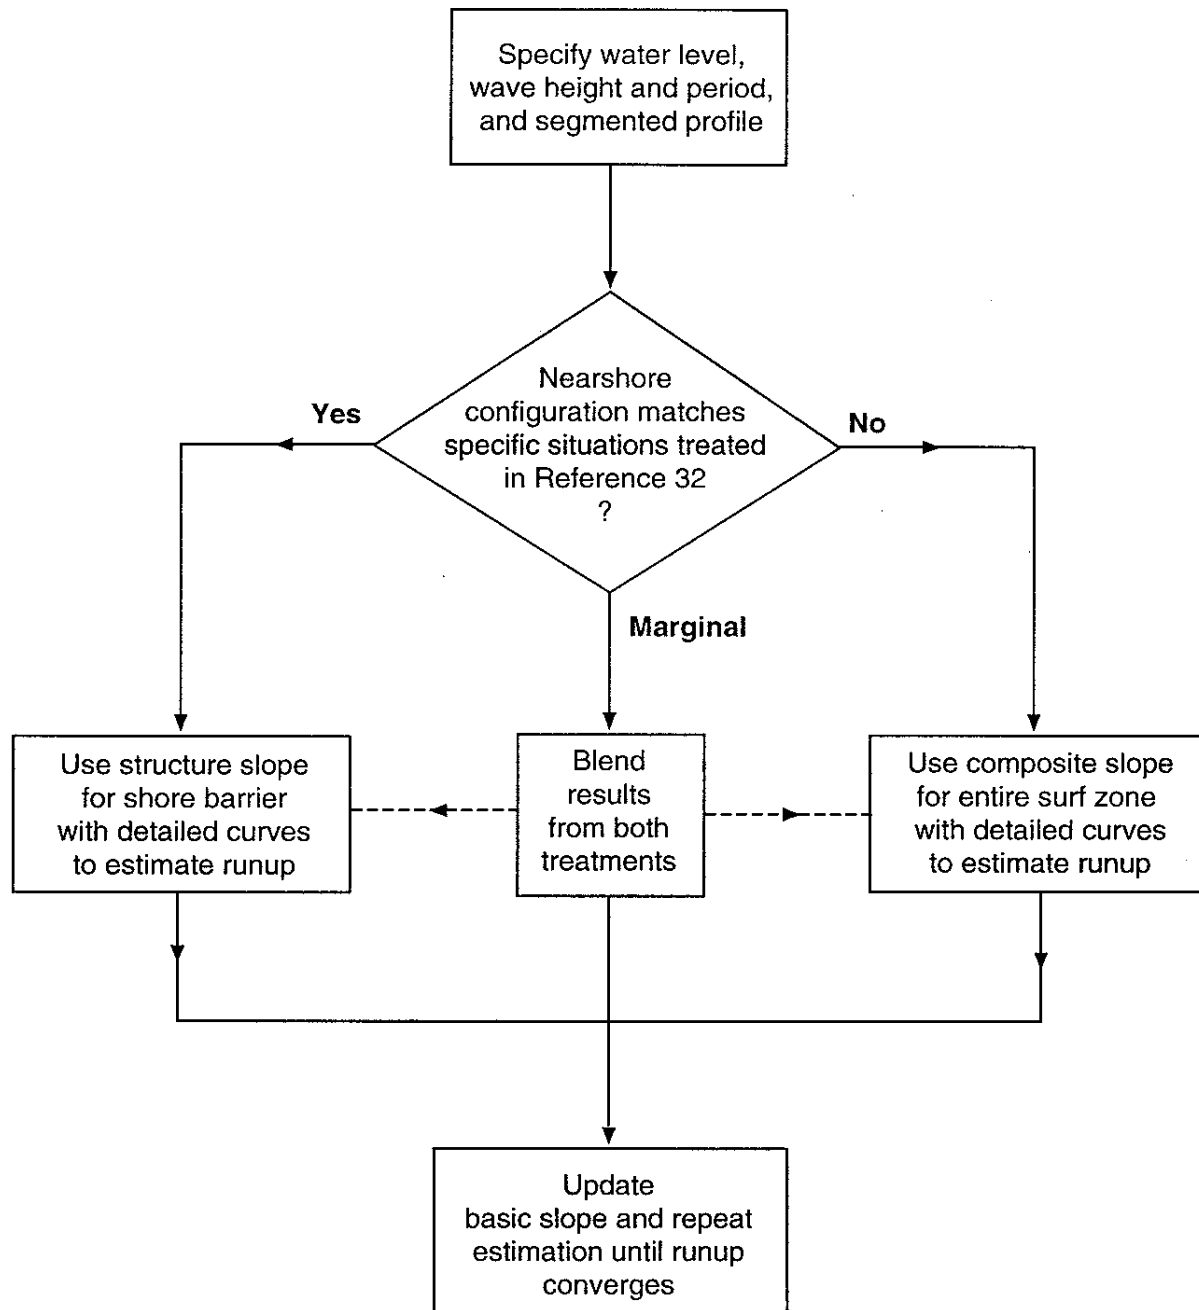 Specify water level,
wave height and period,
and segmented profile
Nearshore
configuration matches
specific situations treated
in Reference 32
?
Yes
No
Marginal
Use structure slope
for shore barrier
with detailed curves
to estimate runup
Blend
results
from both
treatments
Use composite slope
for entire surf zone
with detailed curves
to estimate runup
Update
basic slope and repeat
estimation until runup
converges